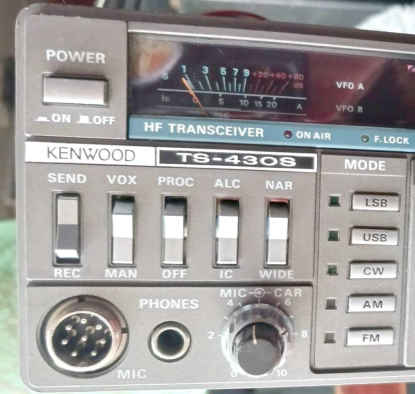 POWER
ON OFF
S 1 3 5 7 9 +20 +40 +60
dB
Ic 0 5 10 15 20 A
VFO A
VFO B
HF TRANSCEIVER ON AIR F.LOCK
KENWOOD TS-430S
MODE
SEND VOX PROC ALC NAR
REC MAN OFF IC WIDE
LSB
USB
CW
AM
FM
PHONES
MIC CAR
4 6
2 8
0 10
MIC